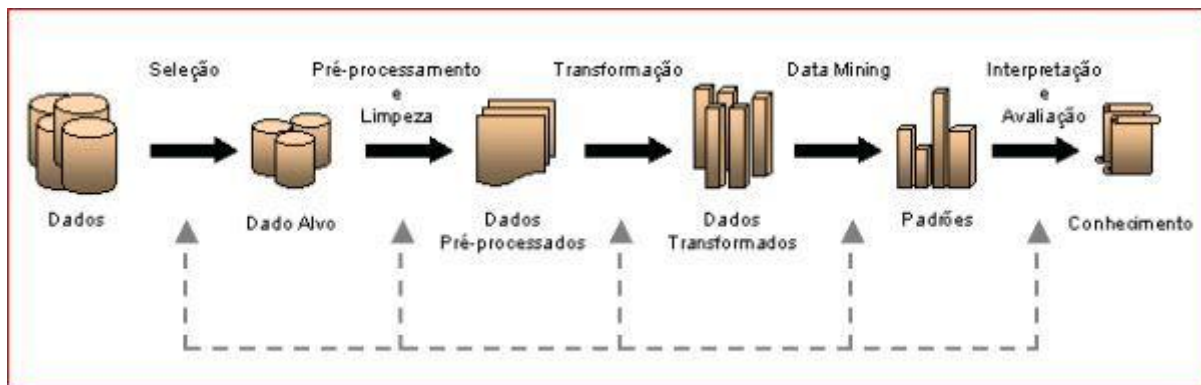 Seleção
Pré-processamento
e
Limpeza
Transformação
Data Mining
Interpretação
e
Avaliação
Dados
Dado Alvo
Dados
Pré-processados
Dados
Transformados
Padrões
Conhecimento